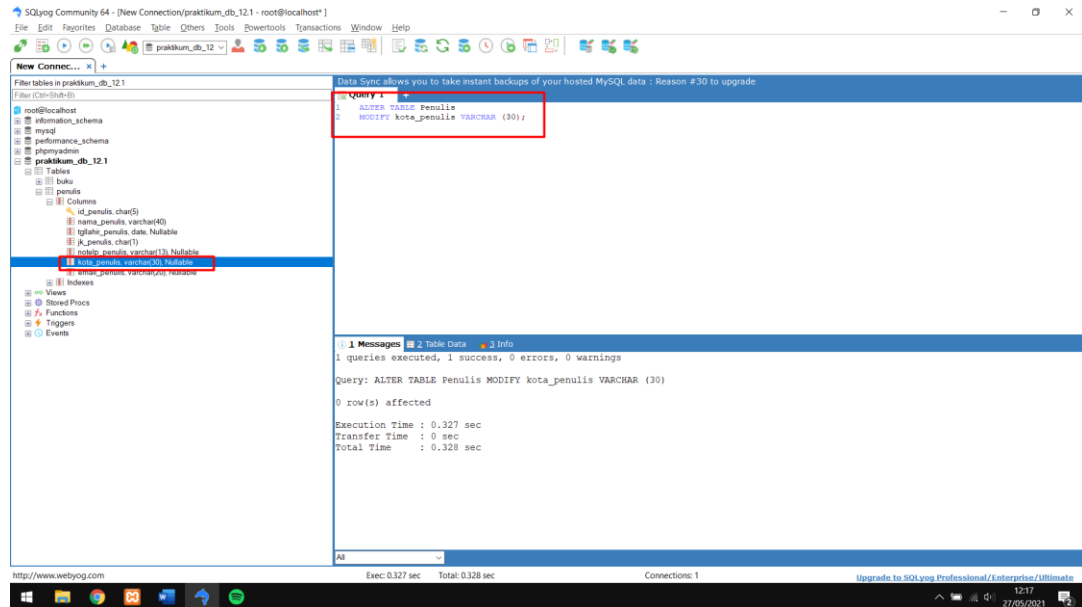 SQLyog Community 64 - [New Connection/praktikum_db_12.1 - root@localhost* ]
File Edit Favorites Database Table Others Tools Powertools Transactions Window Help
praktikum_db_12
New Connec... × +
Filter tables in praktikum_db_12.1
Filter (Ctrl+Shift+B)
root@localhost
information_schema
mysql
performance_schema
phpmyadmin
praktikum_db_12.1
Tables
buku
penulis
Columns
id_penulis, char(5)
nama_penulis, varchar(40)
tgllahir_penulis, date, Nullable
jk_penulis, char(1)
notelp_penulis, varchar(13), Nullable
kota_penulis, varchar(30), Nullable
email_penulis, varchar(20), Nullable
Indexes
Views
Stored Procs
Functions
Triggers
Events
Data Sync allows you to take instant backups of your hosted MySQL data : Reason #30 to upgrade
Query 1 +
1 ALTER TABLE Penulis
2 MODIFY kota_penulis VARCHAR (30);
1 Messages 2 Table Data 3 Info
1 queries executed, 1 success, 0 errors, 0 warnings
Query: ALTER TABLE Penulis MODIFY kota_penulis VARCHAR (30)
0 row(s) affected
Execution Time : 0.327 sec
Transfer Time : 0 sec
Total Time : 0.328 sec
All
http://www.webyog.com Exec: 0.327 sec Total: 0.328 sec Connections: 1 Upgrade to SQLyog Professional/Enterprise/Ultimate
12:17
27/05/2021